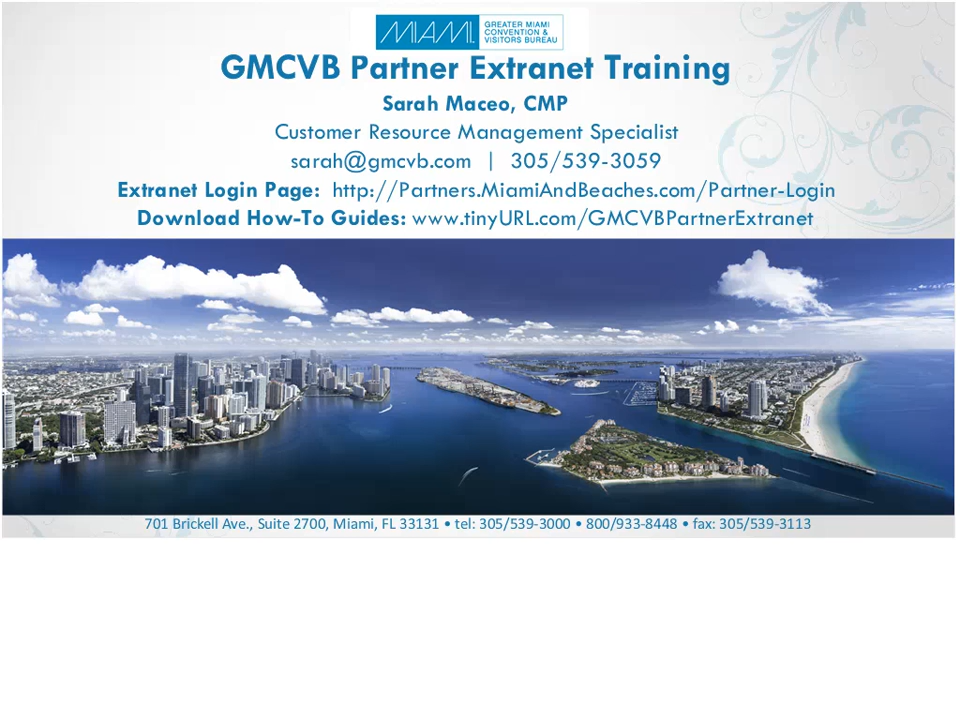 MIAMI
GREATER MIAMI
CONVENTION &
VISITORS BUREAU
GMCVB Partner Extranet Training
Sarah Maceo, CMP
Customer Resource Management Specialist
sarah@gmcvb.com | 305/539-3059
Extranet Login Page: http://Partners.MiamiAndBeaches.com/Partner-Login
Download How-To Guides: www.tinyURL.com/GMCVBPartnerExtranet
701 Brickell Ave., Suite 2700, Miami, FL 33131 • tel: 305/539-3000 • 800/933-8448 • fax: 305/539-3113